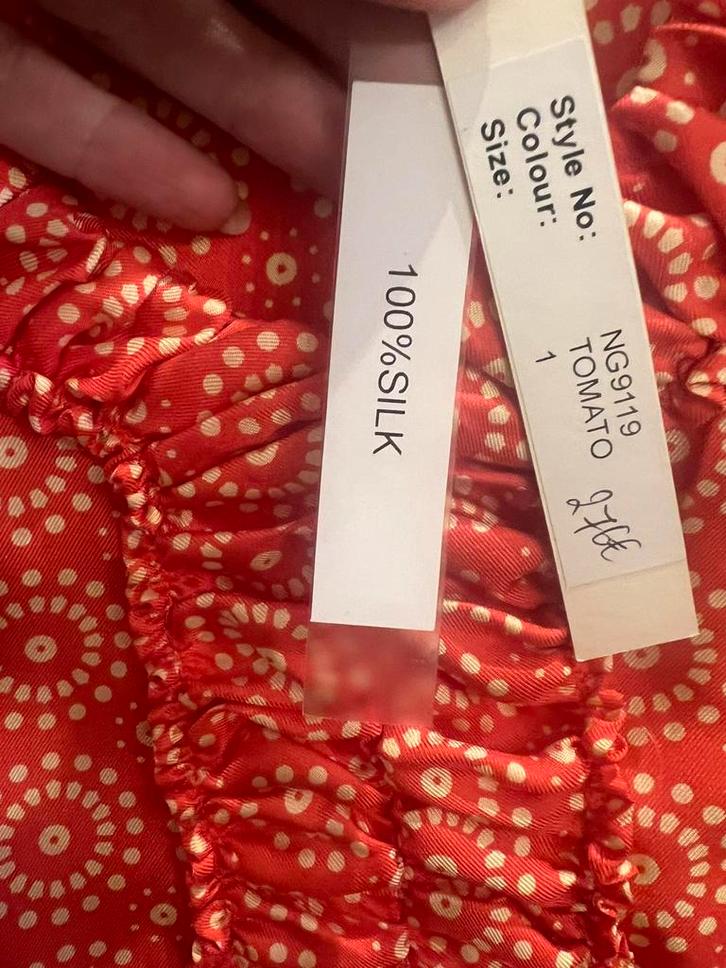 100%SILK
Style No: NG9119
Colour: TOMATO
Size: 1